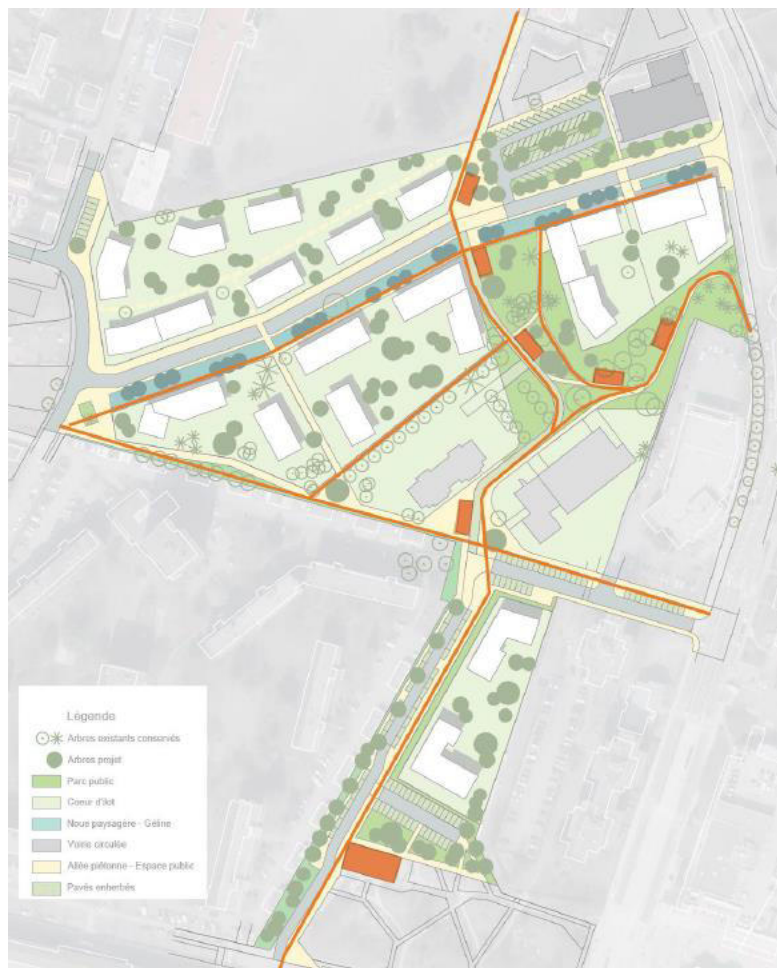 Légende
Arbres existants conservés
Arbres projet
Parc public
Coeur d'îlot
Noue paysagère - Géline
Voirie circulée
Allée piétonne - Espace public
Pavés enherbés